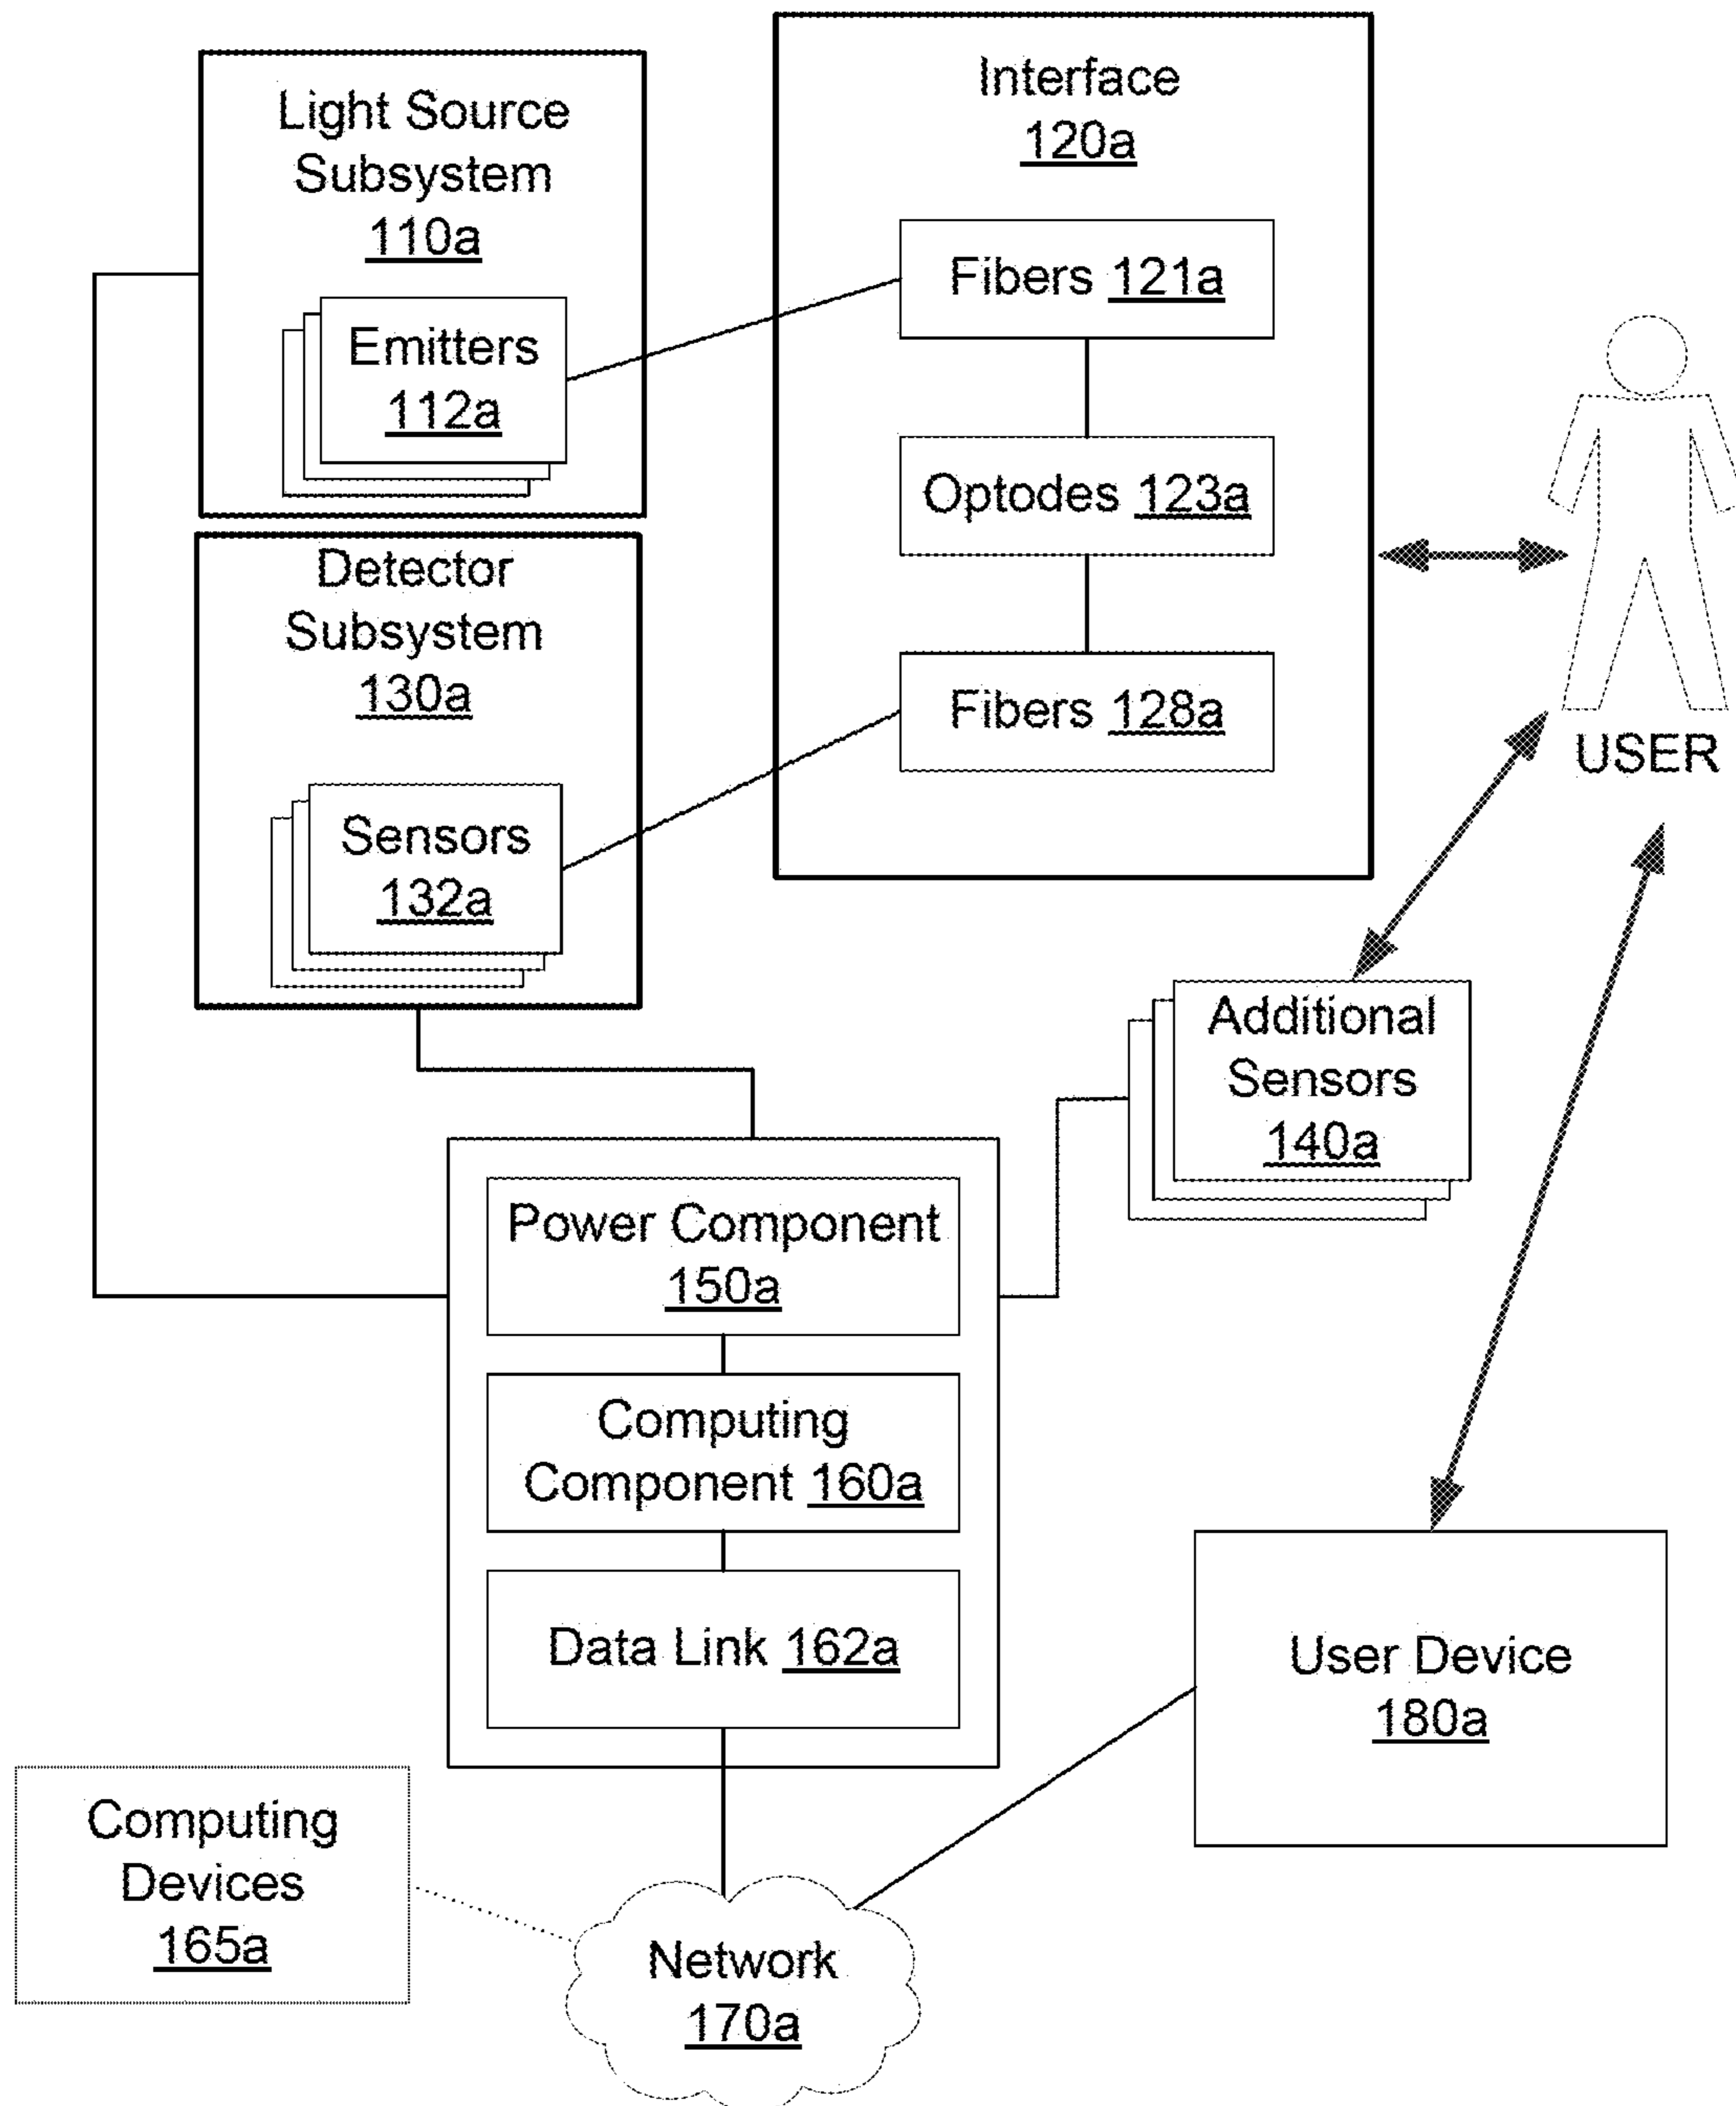 Light Source
Subsystem
110a
Emitters
112a
Interface
120a
Fibers 121a
Optodes 123a
Fibers 128a
USER
Detector
Subsystem
130a
Sensors
132a
Additional
Sensors
140a
Power Component
150a
Computing
Component 160a
Data Link 162a
User Device
180a
Computing
Devices
165a
Network
170a